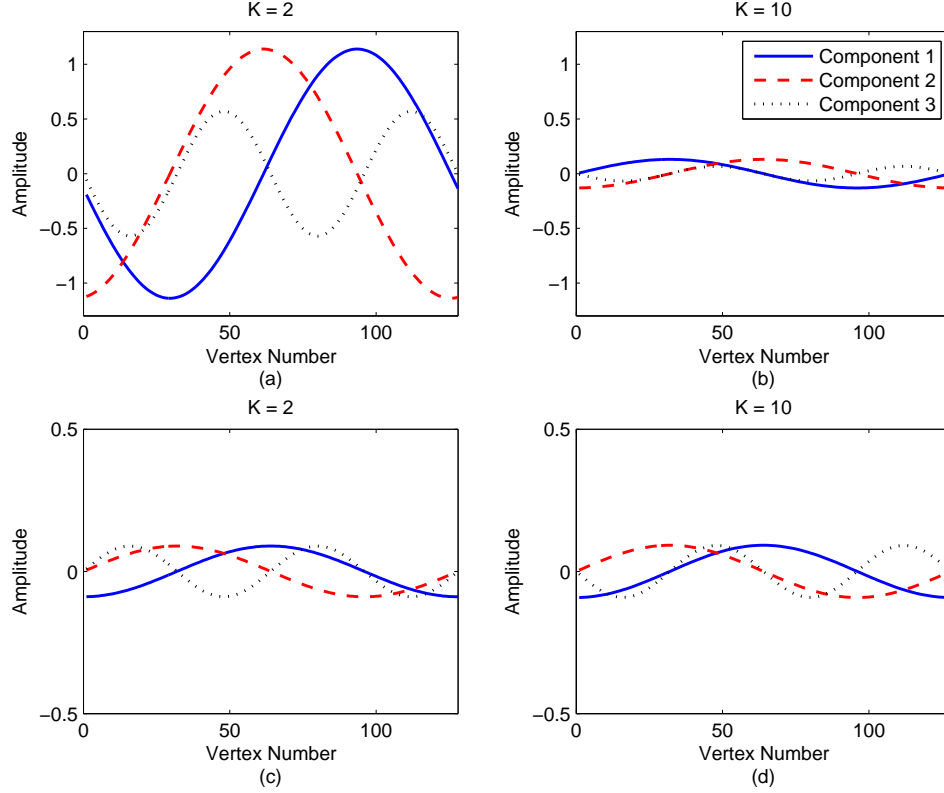 K = 2
1
0.5
0
−0.5
−1
Amplitude
0
50
100
Vertex Number
(a)
K = 10
Component 1
Component 2
Component 3
1
0.5
0
−0.5
−1
Amplitude
0
50
100
Vertex Number
(b)
K = 2
0.5
0
−0.5
Amplitude
0
50
100
Vertex Number
(c)
K = 10
0.5
0
−0.5
Amplitude
0
50
100
Vertex Number
(d)